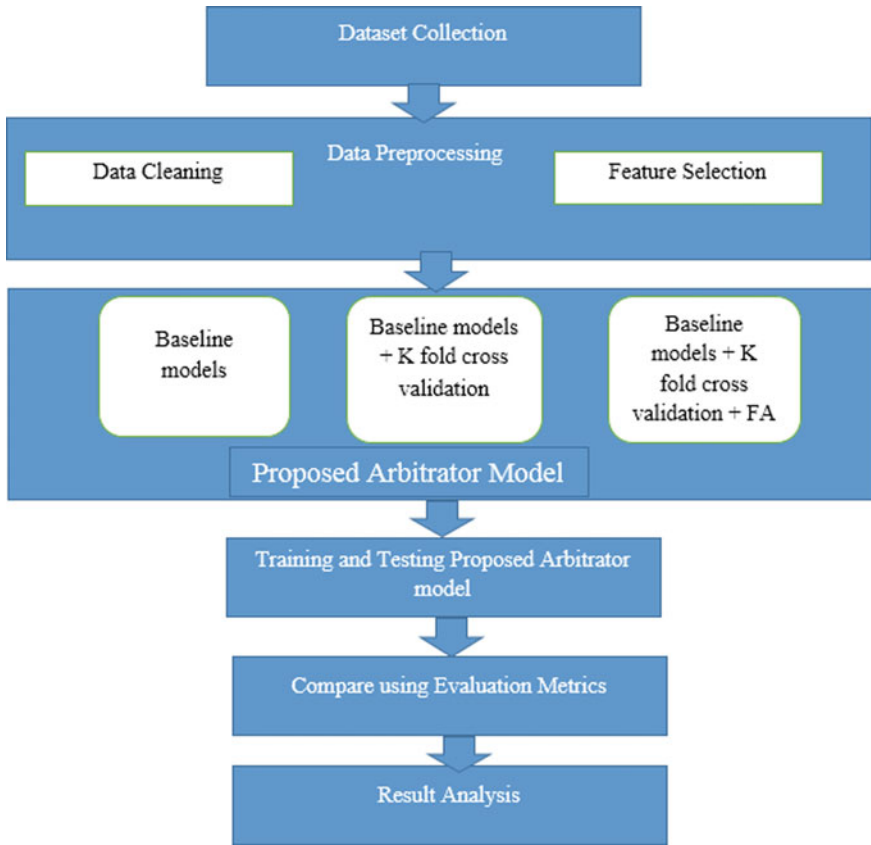 Dataset Collection
Data Preprocessing
Data Cleaning
Feature Selection
Baseline
models
Baseline models
+ K fold cross
validation
Baseline
models + K
fold cross
validation + FA
Proposed Arbitrator Model
Training and Testing Proposed Arbitrator
model
Compare using Evaluation Metrics
Result Analysis